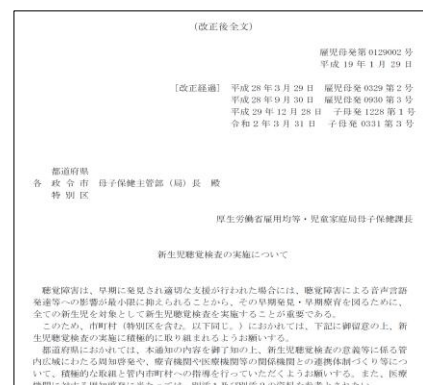 （改正後全文）
雇児母発第0129002号
平成19年1月29日
［改正経過］ 平成28年3月29日 雇児母発0329第2号
平成28年9月30日 雇児母発0930第3号
平成29年12月28日 子母発1228第1号
令和2年3月31日 子母発0331第3号
都道府県
各 政令市 母子保健主管部（局）長 殿
特別区
厚生労働省雇用均等・児童家庭局母子保健課長
新生児聴覚検査の実施について
聴覚障害は、早期に発見され適切な支援が行われた場合には、聴覚障害による音声言語
発達等への影響が最小限に抑えられることから、その早期発見・早期療育を図るために、
全ての新生児を対象として新生児聴覚検査を実施することが重要である。
このため、市町村（特別区を含む。以下同じ。）におかれては、下記に御留意の上、新
生児聴覚検査の実施に積極的に取り組まれるようお願いする。
都道府県におかれては、本通知の内容を御了知の上、新生児聴覚検査の意義等に係る管
内広域にわたる周知啓発や、療育機関や医療機関等の関係機関との連携体制づくり等につ
いて、積極的な取組と管内市町村への指導を行っていただくようお願いする。また、医療